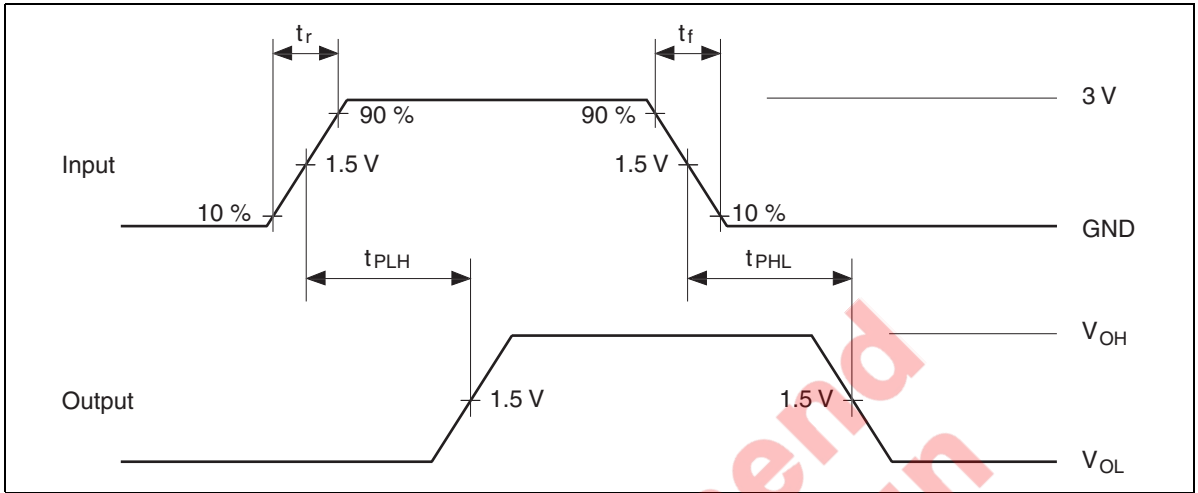 tr
tf
3 V
90 %
90 %
Input
1.5 V
1.5 V
10 %
10 %
GND
tPLH
tPHL
VOH
Output
1.5 V
1.5 V
VOL